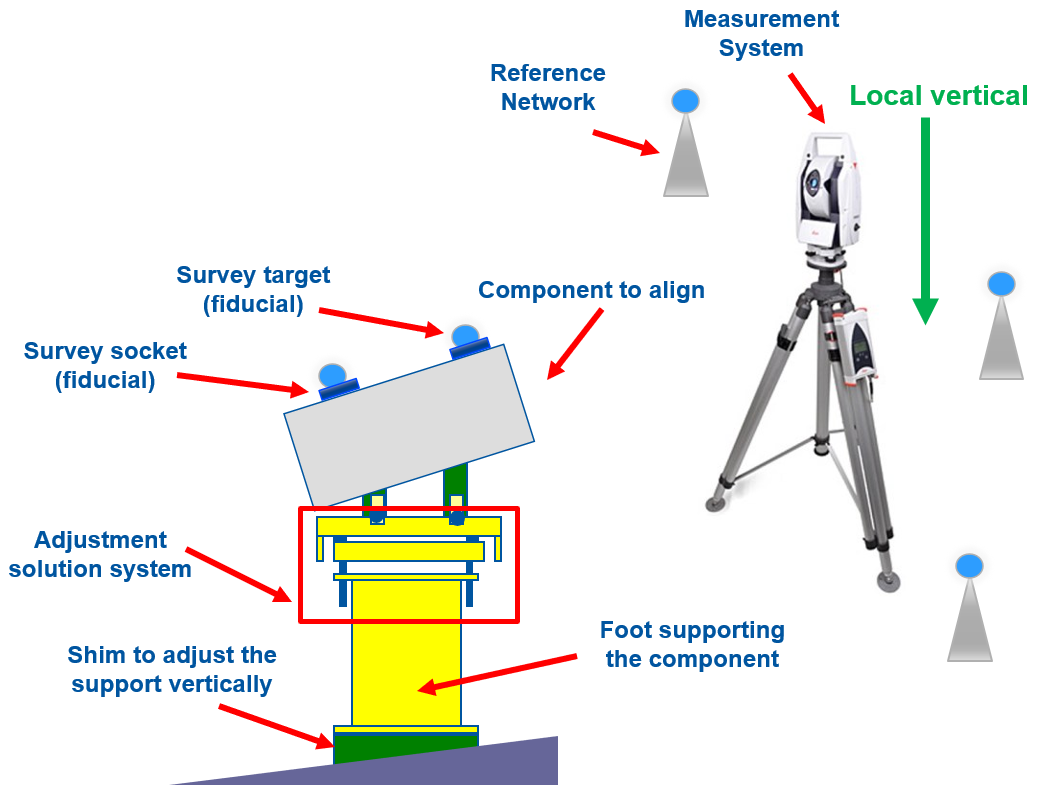 Measurement
System
Reference
Network
Local vertical
Survey target
(fiducial)
Component to align
Survey socket
(fiducial)
Adjustment
solution system
Foot supporting
the component
Shim to adjust the
support vertically